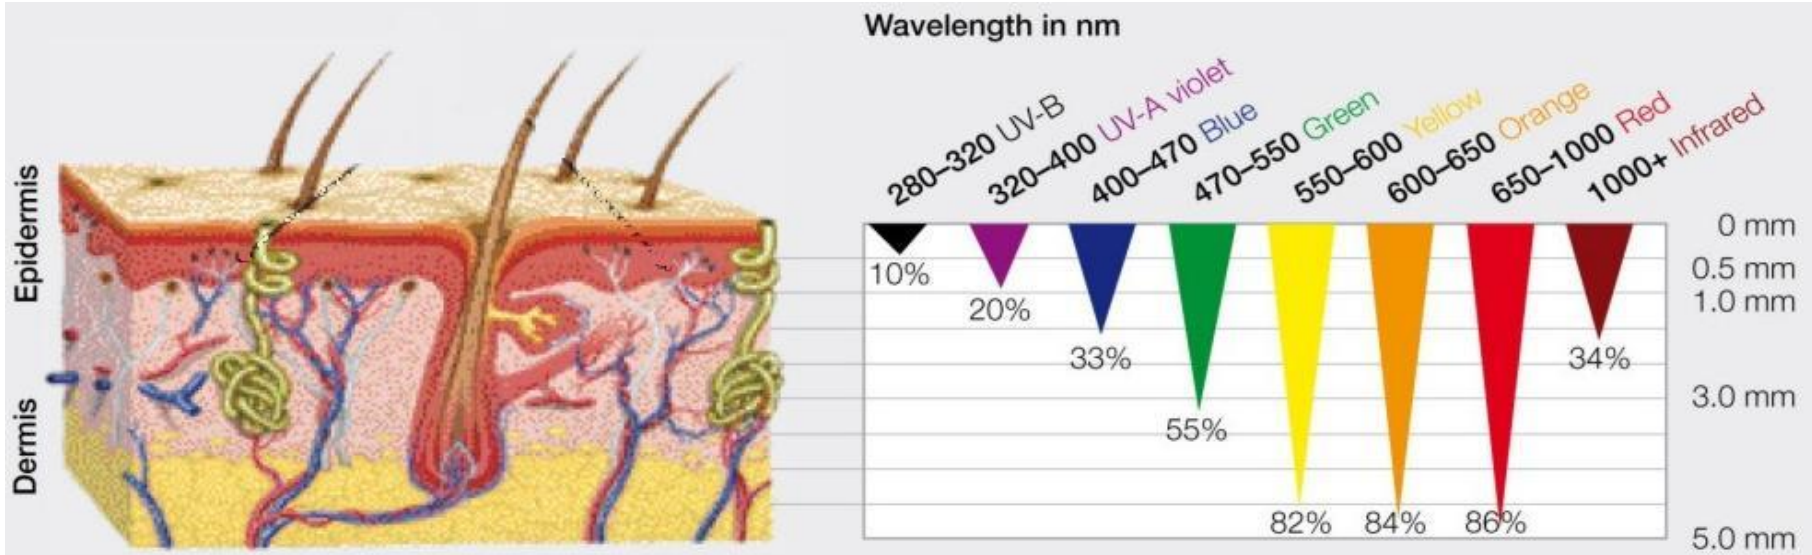 Wavelength in nm
280–320 UV-B
320–400 UV-A violet
400–470 Blue
470–550 Green
550–600 Yellow
600–650 Orange
650–1000 Red
1000+ Infrared
Epidermis
Dermis
10%
20%
33%
55%
82%
84%
86%
34%
0 mm
0.5 mm
1.0 mm
3.0 mm
5.0 mm